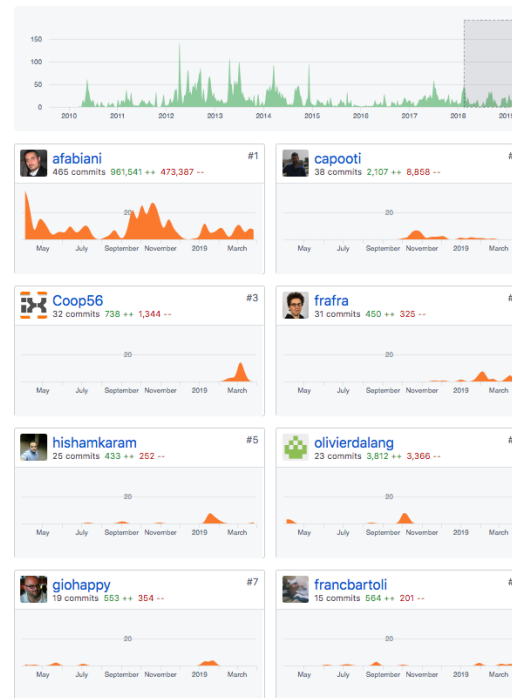 150
100
50
0
2010 2011 2012 2013 2014 2015 2016 2017 2018 2019
afabiani #1
465 commits 961,541 ++ 473,387 --
20
May July September November 2019 March
capooti #
38 commits 2,107 ++ 8,858 --
20
May July September November 2019 March
Coop56 #3
32 commits 738 ++ 1,344 --
20
May July September November 2019 March
frafra #
31 commits 450 ++ 325 --
20
May July September November 2019 March
hishamkaram #5
25 commits 433 ++ 252 --
20
May July September November 2019 March
olivierdalang #
23 commits 3,812 ++ 3,366 --
20
May July September November 2019 March
giohappy #7
19 commits 553 ++ 354 --
20
May July September November 2019 March
francbartoli #
15 commits 564 ++ 201 --
20
May July September November 2019 March